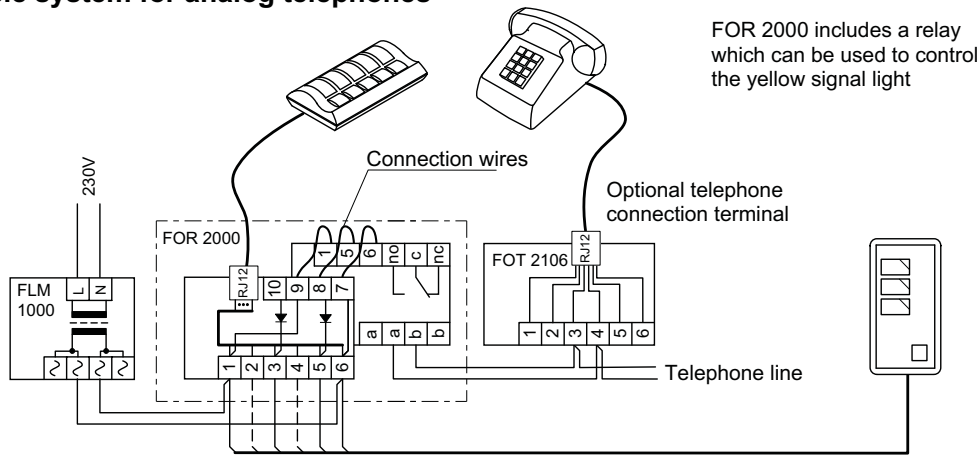 system for analog telephones
FOR 2000 includes a relay
which can be used to control
the yellow signal light
Connection wires
230V
Optional telephone
connection terminal
FOR 2000
1 5 6 no c nc
RJ12
FOT 2106
RJ12
FLM
1000
L N
10 9 8 7
a a b b
1 2 3 4 5 6
1 2 3 4 5 6
Telephone line